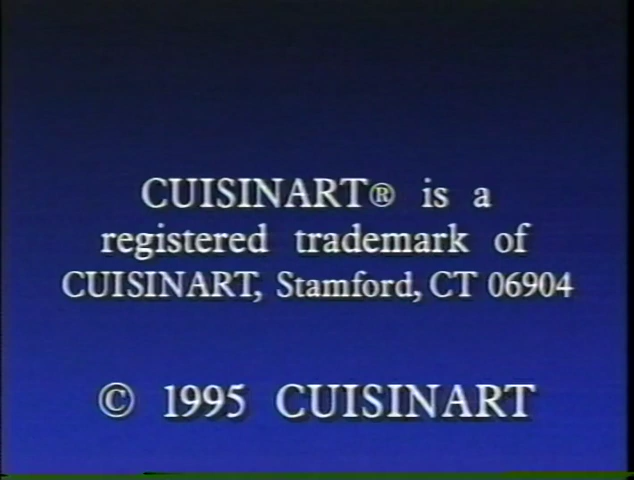 CUISINART® is a
registered trademark of
CUISINART, Stamford, CT 06904
© 1995 CUISINART